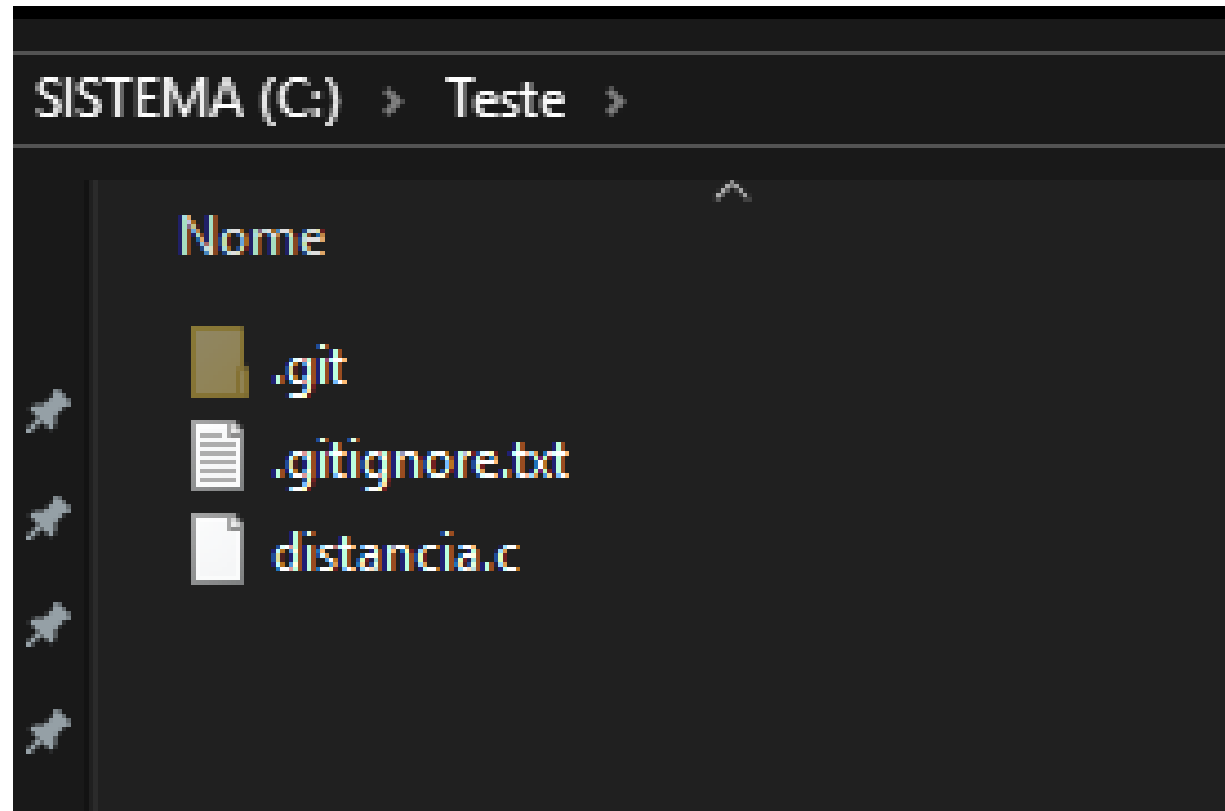 SISTEMA (C:) > Teste >
Nome
.git
.gitignore.txt
distancia.c